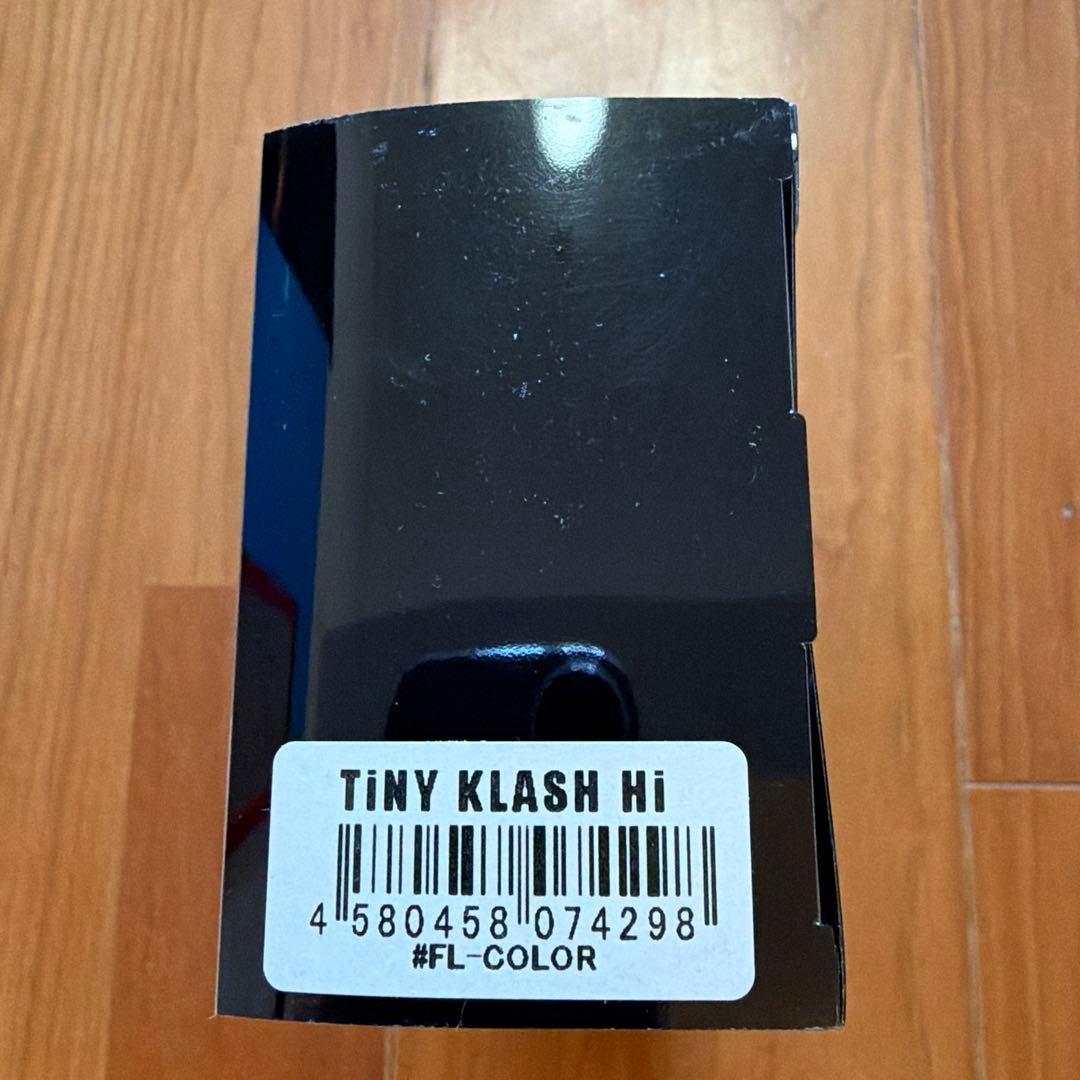 TiNY KLASH Hi
4 580458 074298
#FL-COLOR